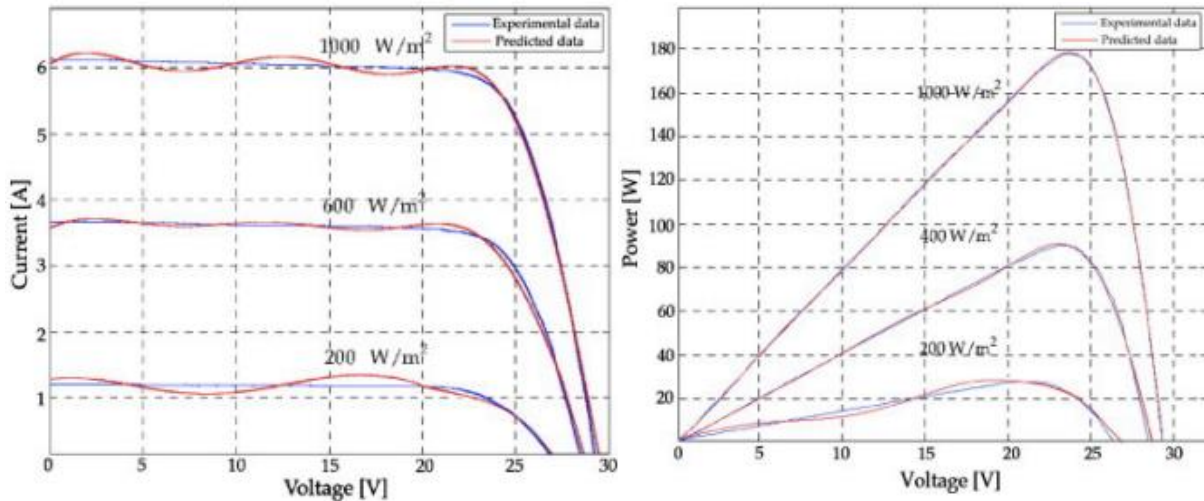 Experimental data
Predicted data
1000 W/m²
600 W/m²
200 W/m²
Current [A]
6
5
4
3
2
1
0
5
10
15
20
25
30
Voltage [V]
Experimental data
Predicted data
1000 W/m²
400 W/m²
200 W/m²
Power [W]
180
160
140
120
100
80
60
40
20
0
5
10
15
20
25
30
Voltage [V]